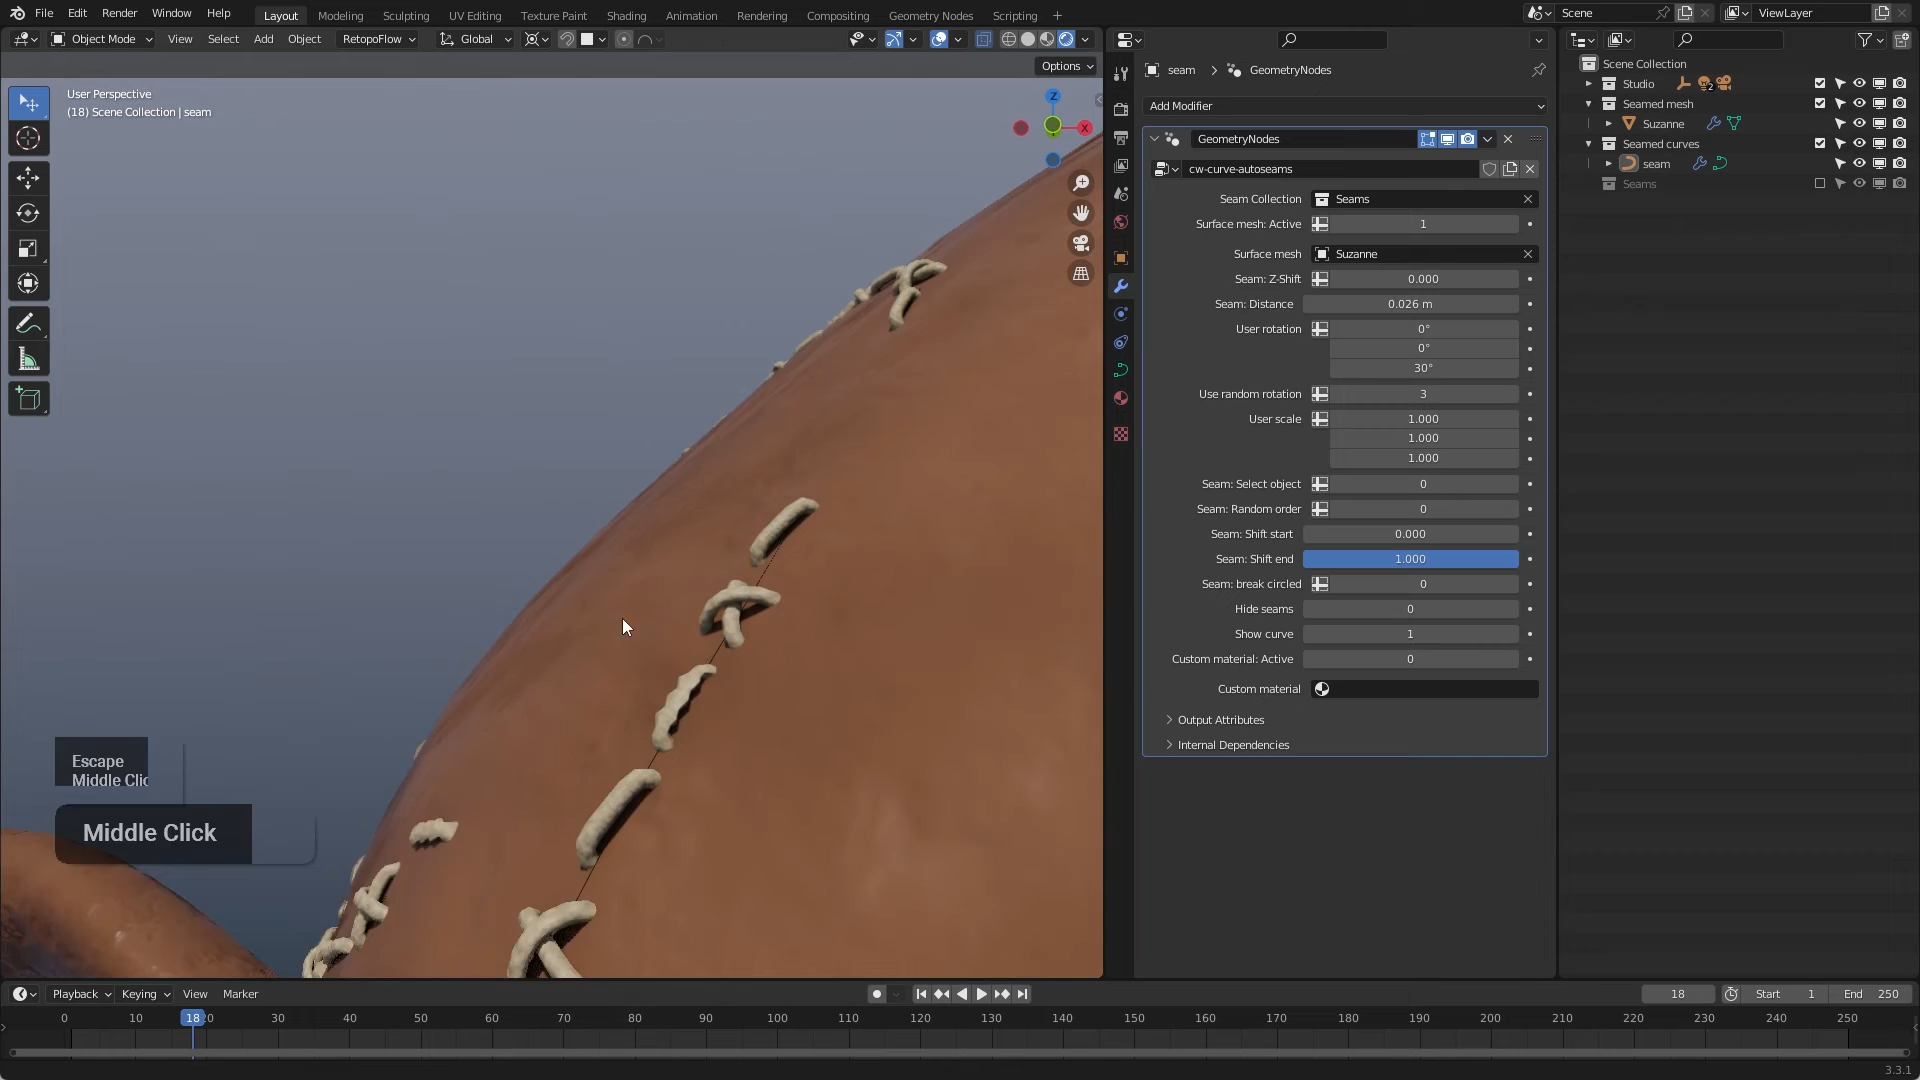 File Edit Render Window Help Layout Modeling Sculpting UV Editing Texture Paint Shading Animation Rendering Compositing Geometry Nodes Scripting + Scene ViewLayer
Object Mode View Select Add Object RetopoFlow Global
Options
User Perspective
(18) Scene Collection | seam
Z
X
seam > GeometryNodes
Add Modifier
GeometryNodes
cw-curve-autoseams
Seam Collection Seams
Surface mesh: Active 1
Surface mesh Suzanne
Seam: Z-Shift 0.000
Seam: Distance 0.026 m
User rotation 0°
0°
30°
Use random rotation 3
User scale 1.000
1.000
1.000
Seam: Select object 0
Seam: Random order 0
Seam: Shift start 0.000
Seam: Shift end 1.000
Seam: break circled 0
Hide seams 0
Show curve 1
Custom material: Active 0
Custom material
Output Attributes
Internal Dependencies
Scene Collection
Studio 2
Seamed mesh
Suzanne
Seamed curves
seam
Seams
Escape
Middle Clic
Middle Click
Playback Keying View Marker 18 Start 1 End 250
0 10 18 20 30 40 50 60 70 80 90 100 110 120 130 140 150 160 170 180 190 200 210 220 230 240 250
3.3.1